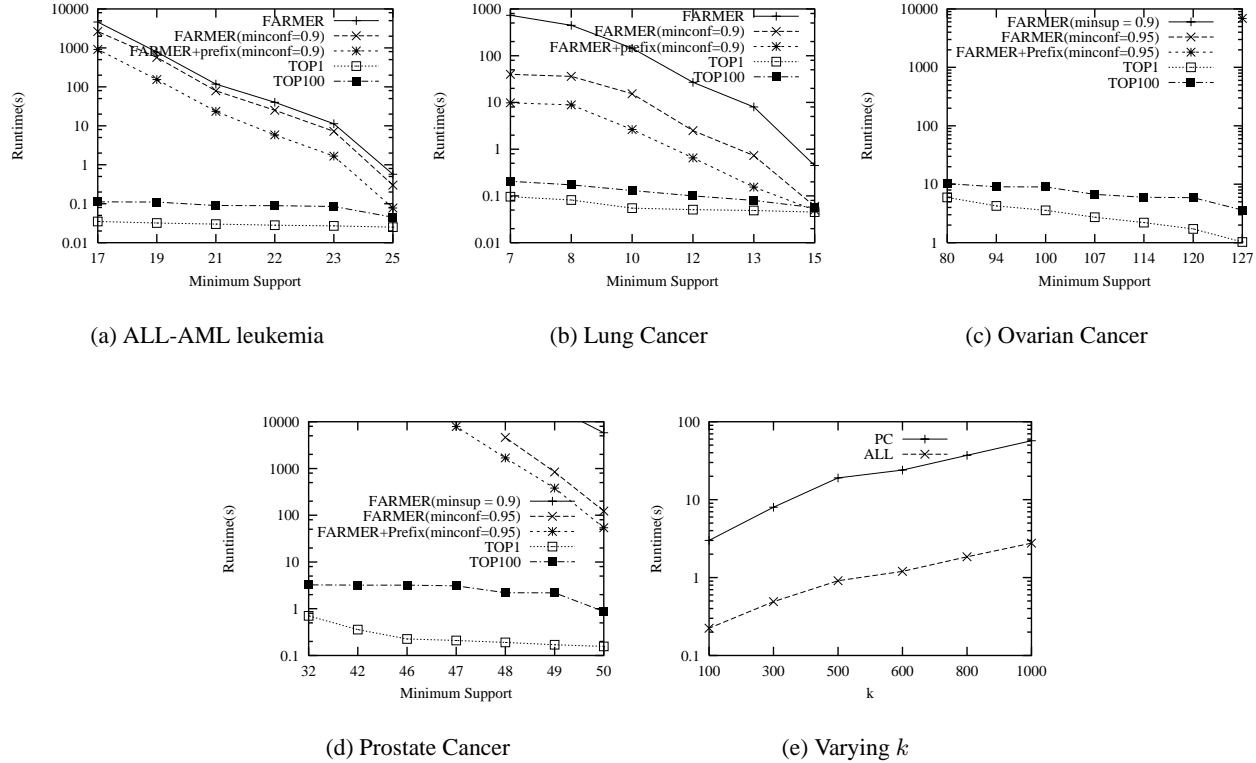 10000
1000
100
10
1
0.1
0.01
Runtime(s)
17 19 21 22 23 25
Minimum Support
FARMER
FARMER(minconf=0.9)
FARMER+prefix(minconf=0.9)
TOP1
TOP100
(a) ALL-AML leukemia
1000
100
10
1
0.1
0.01
Runtime(s)
7 8 10 12 13 15
Minimum Support
FARMER
FARMER(minconf=0.9)
FARMER+prefix(minconf=0.9)
TOP1
TOP100
(b) Lung Cancer
10000
1000
100
10
1
Runtime(s)
80 94 100 107 114 120 127
Minimum Support
FARMER(minsup = 0.9)
FARMER(minconf=0.95)
FARMER+Prefix(minconf=0.95)
TOP1
TOP100
(c) Ovarian Cancer
10000
1000
100
10
1
0.1
Runtime(s)
32 42 46 47 48 49 50
Minimum Support
FARMER(minsup = 0.9)
FARMER(minconf=0.95)
FARMER+Prefix(minconf=0.95)
TOP1
TOP100
(d) Prostate Cancer
100
10
1
0.1
Runtime(s)
100 300 500 600 800 1000
k
PC
ALL
(e) Varying k